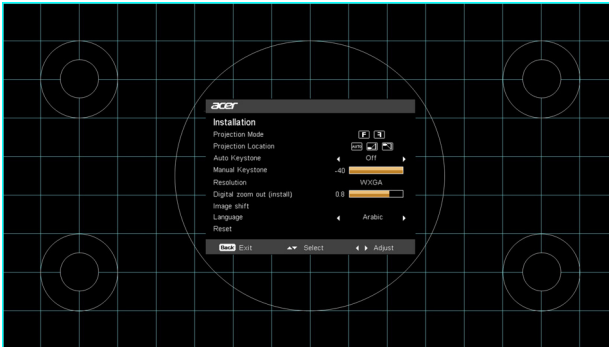 acer
Installation
Projection Mode F F
Projection Location AUTO
Auto Keystone Off
Manual Keystone -40
Resolution WXGA
Digital zoom out (install) 0.8
Image shift
Language Arabic
Reset
Back Exit Select Adjust